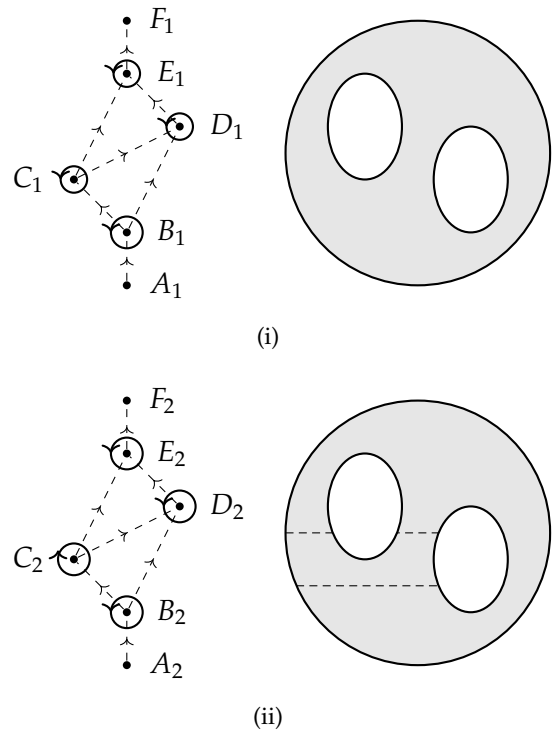 F₁
E₁
D₁
C₁
B₁
A₁
(i)
F₂
E₂
D₂
C₂
B₂
A₂
(ii)